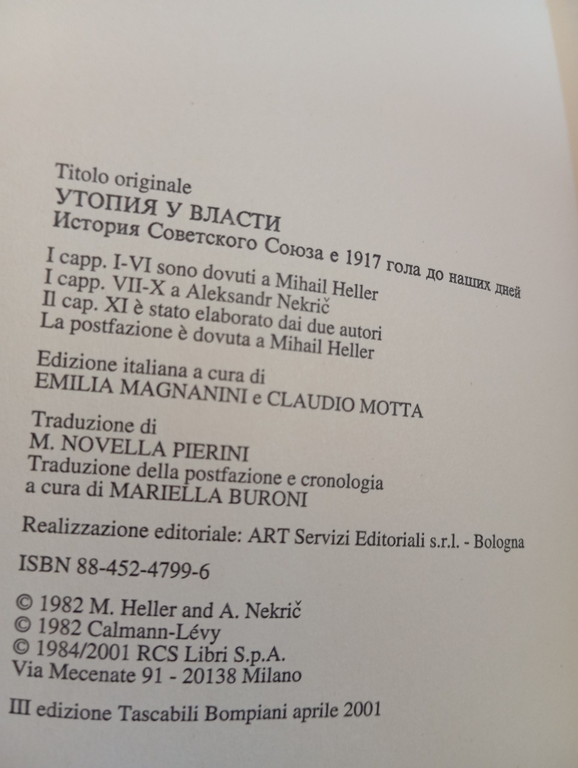 Titolo originale
УТОПИЯ У ВЛАСТИ
История Советского Союза е 1917 гола до наших дней
I capp. I-VI sono dovuti a Mihail Heller
I capp. VII-X a Aleksandr Nekrič
Il cap. XI è stato elaborato dai due autori
La postfazione è dovuta a Mihail Heller
Edizione italiana a cura di
EMILIA MAGNANINI e CLAUDIO MOTTA
Traduzione di
M. NOVELLA PIERINI
Traduzione della postfazione e cronologia
a cura di MARIELLA BURONI
Realizzazione editoriale: ART Servizi Editoriali s.r.l. - Bologna
ISBN 88-452-4799-6
© 1982 M. Heller and A. Nekrič
© 1982 Calmann-Lévy
© 1984/2001 RCS Libri S.p.A.
Via Mecenate 91 - 20138 Milano
III edizione Tascabili Bompiani aprile 2001